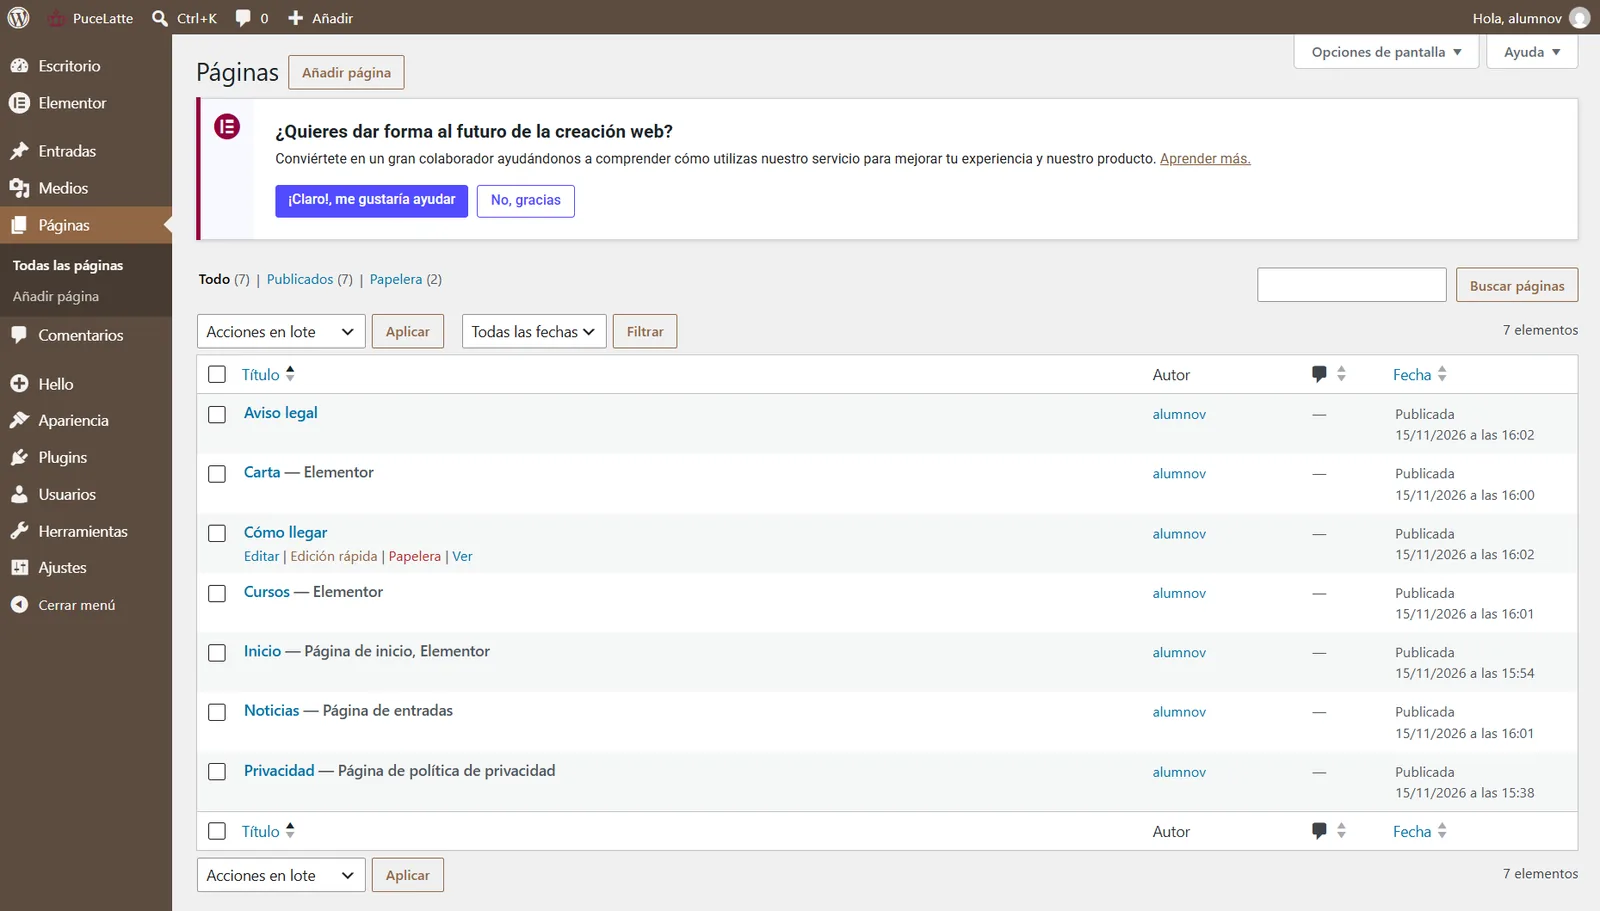 PuceLatte Ctrl+K 0 Añadir Hola, alumnov
Escritorio
Elementor
Entradas
Medios
Páginas
Todas las páginas
Añadir página
Comentarios
Hello
Apariencia
Plugins
Usuarios
Herramientas
Ajustes
Cerrar menú
Opciones de pantalla Ayuda
Páginas Añadir página
¿Quieres dar forma al futuro de la creación web?
Conviértete en un gran colaborador ayudándonos a comprender cómo utilizas nuestro servicio para mejorar tu experiencia y nuestro producto. Aprender más.
¡Claro!, me gustaría ayudar No, gracias
Todo (7) | Publicados (7) | Papelera (2)
Buscar páginas
Acciones en lote Aplicar Todas las fechas Filtrar 7 elementos
Título Autor Fecha
Aviso legal alumnov — Publicada
15/11/2026 a las 16:02
Carta — Elementor alumnov — Publicada
15/11/2026 a las 16:00
Cómo llegar alumnov — Publicada
Editar | Edición rápida | Papelera | Ver 15/11/2026 a las 16:02
Cursos — Elementor alumnov — Publicada
15/11/2026 a las 16:01
Inicio — Página de inicio, Elementor alumnov — Publicada
15/11/2026 a las 15:54
Noticias — Página de entradas alumnov — Publicada
15/11/2026 a las 16:01
Privacidad — Página de política de privacidad alumnov — Publicada
15/11/2026 a las 15:38
Título Autor Fecha
Acciones en lote Aplicar 7 elementos